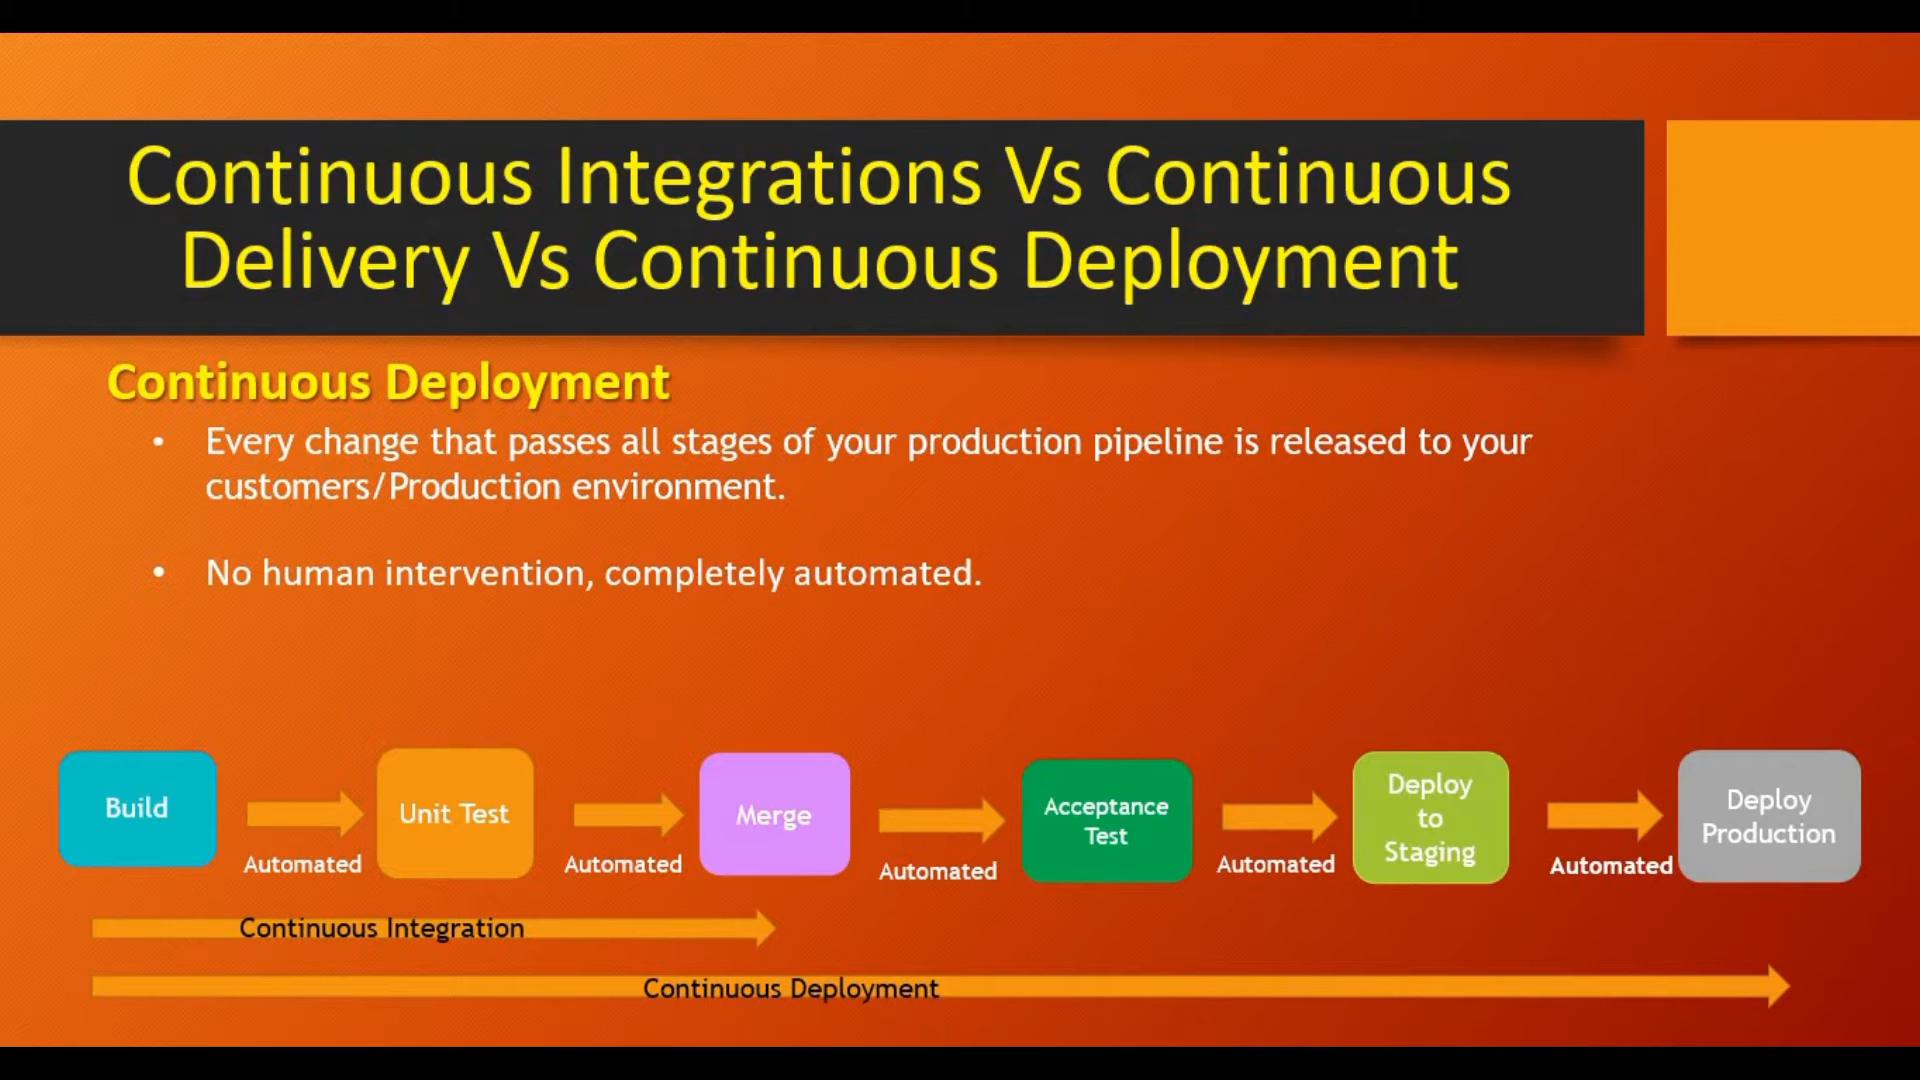 Continuous Integrations Vs Continuous
Delivery Vs Continuous Deployment
Continuous Deployment
• Every change that passes all stages of your production pipeline is released to your
customers/Production environment.
• No human intervention, completely automated.
Build
Automated
Unit Test
Automated
Merge
Automated
Acceptance
Test
Automated
Deploy
to
Staging
Automated
Deploy
Production
Continuous Integration
Continuous Deployment